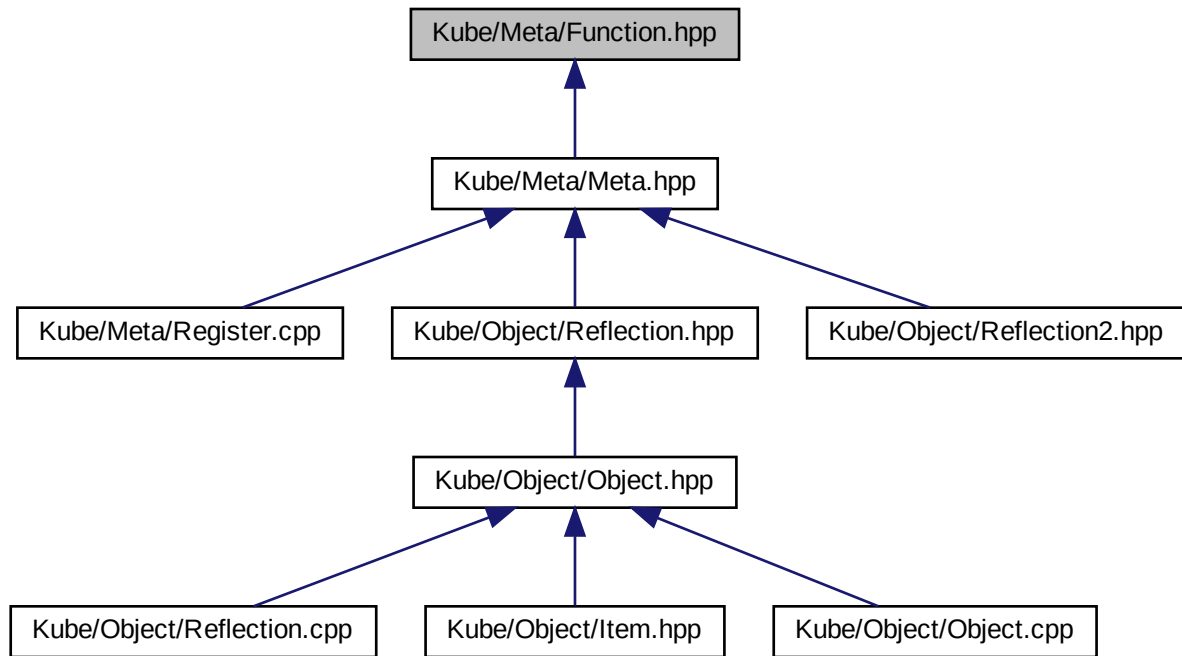 Kube/Meta/Function.hpp
Kube/Meta/Meta.hpp
Kube/Meta/Register.cpp
Kube/Object/Reflection.hpp
Kube/Object/Reflection2.hpp
Kube/Object/Object.hpp
Kube/Object/Reflection.cpp
Kube/Object/Item.hpp
Kube/Object/Object.cpp